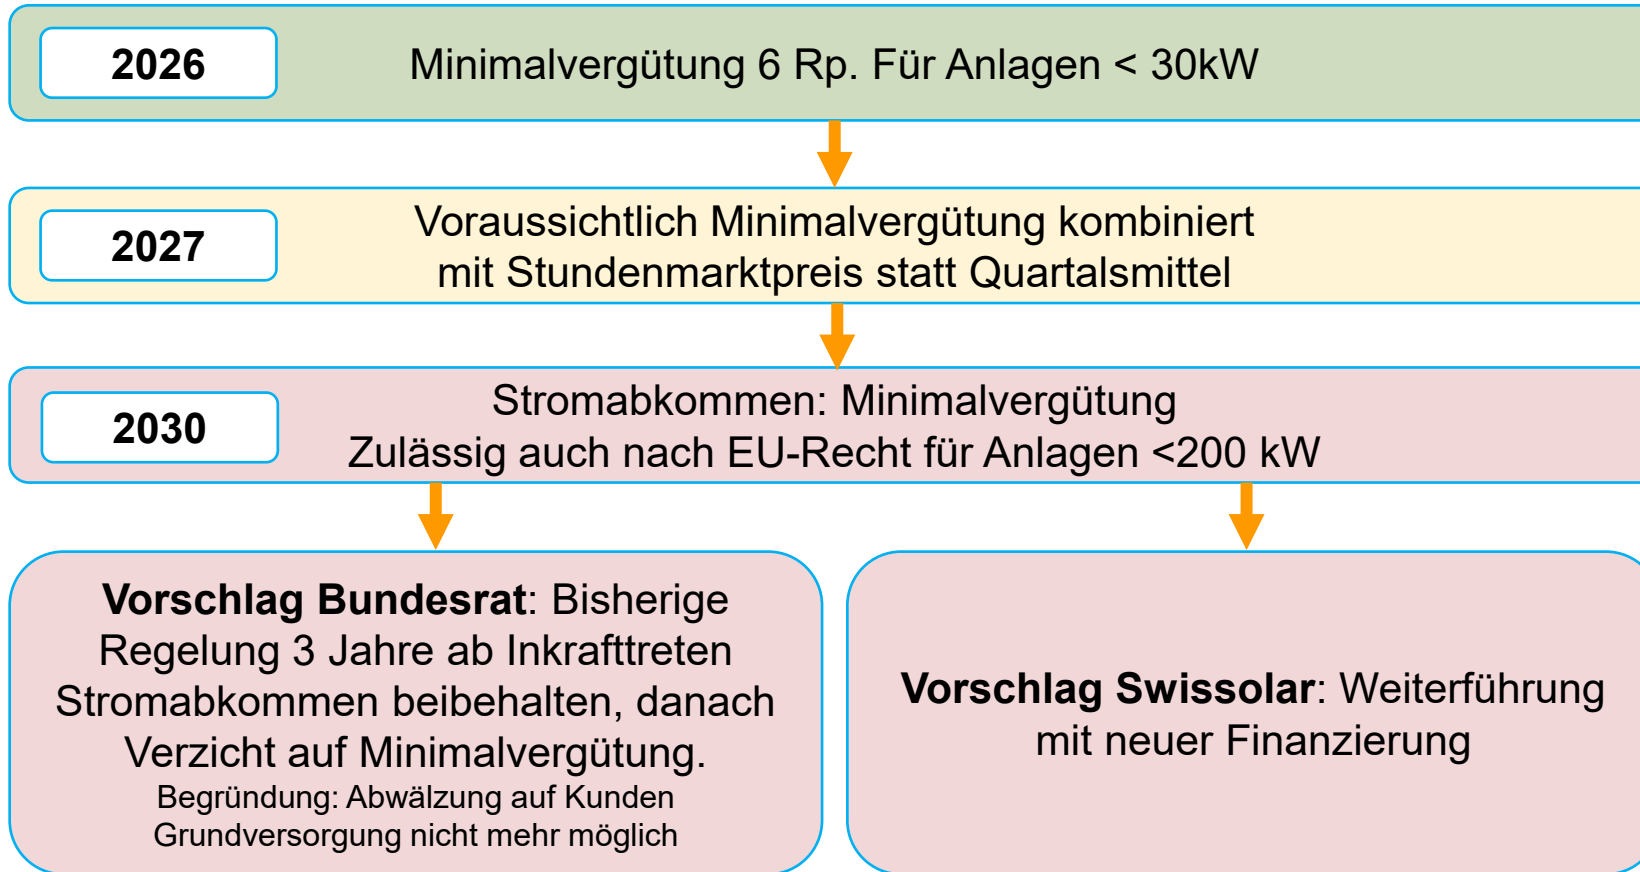 2026
Minimalvergütung 6 Rp. Für Anlagen < 30kW
2027
Voraussichtlich Minimalvergütung kombiniert
mit Stundenmarktpreis statt Quartalsmittel
2030
Stromabkommen: Minimalvergütung
Zulässig auch nach EU-Recht für Anlagen <200 kW
Vorschlag Bundesrat: Bisherige
Regelung 3 Jahre ab Inkrafttreten
Stromabkommen beibehalten, danach
Verzicht auf Minimalvergütung.
Begründung: Abwälzung auf Kunden
Grundversorgung nicht mehr möglich
Vorschlag Swissolar: Weiterführung
mit neuer Finanzierung